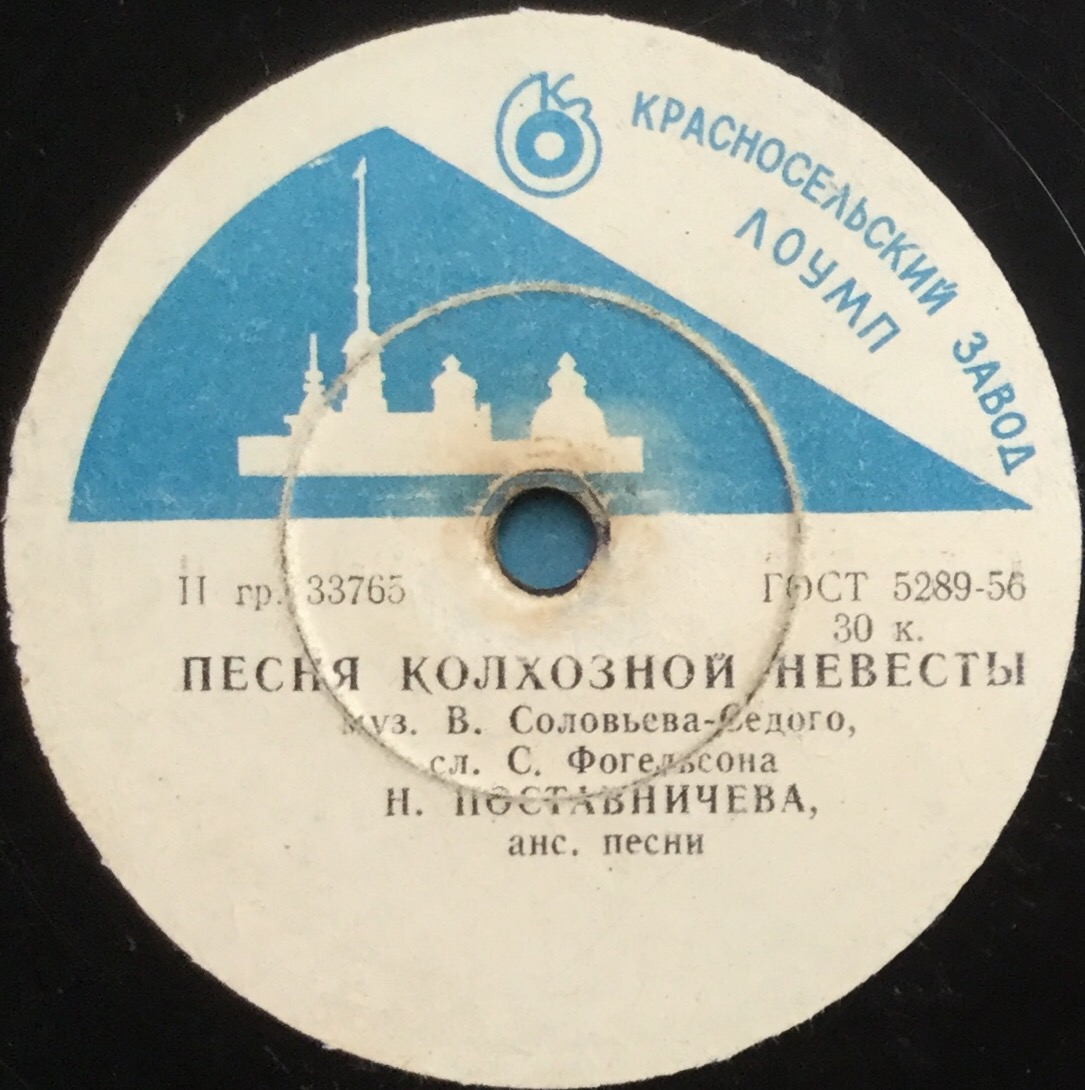 КРАСНОСЕЛЬСКИЙ ЗАВОД
ЛОУМП
II гр. 33765
ГОСТ 5289-56
30 к.
ПЕСНЯ КОЛХОЗНОЙ НЕВЕСТЫ
муз. В. Соловьева-Седого,
сл. С. Фогельсона
Н. ПОСТАВНИЧЕВА,
анс. песни